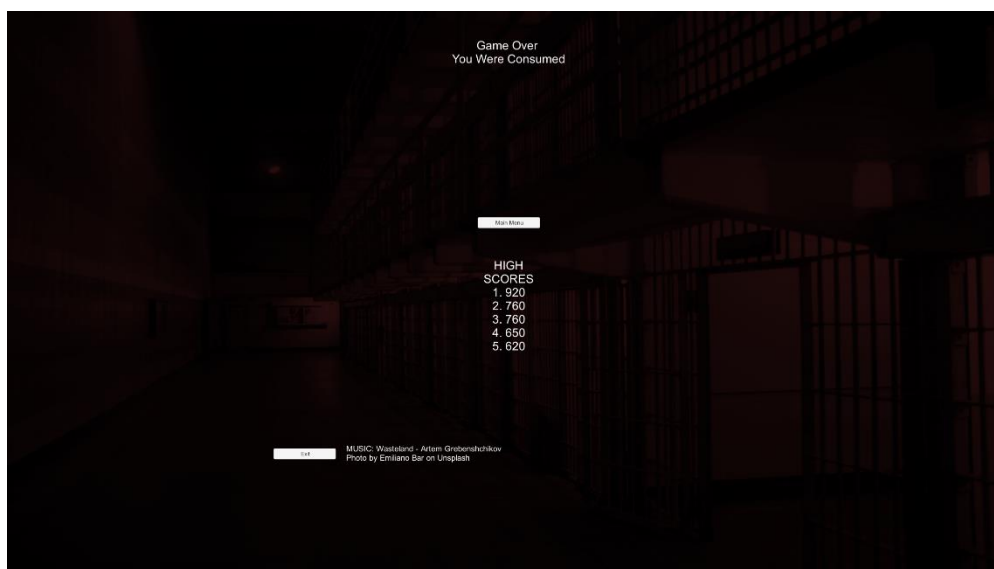 Game Over
You Were Consumed
Main Menu
HIGH
SCORES
1. 920
2. 760
3. 760
4. 650
5. 620
Exit
MUSIC: Wasteland - Artem Grebenshchikov
Photo by Emiliano Bar on Unsplash